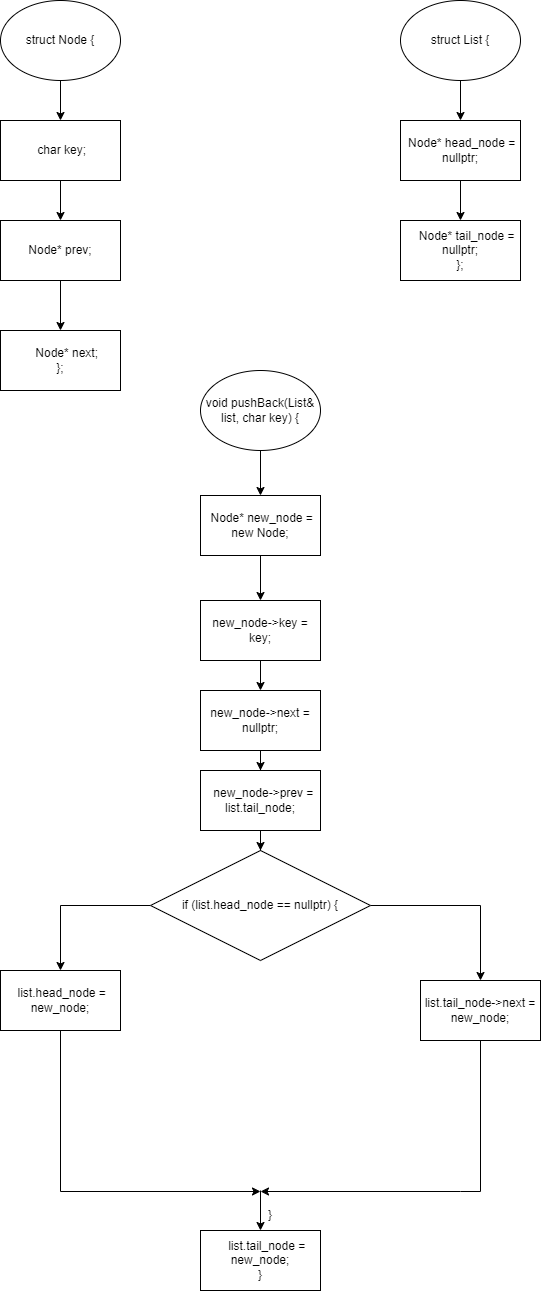 struct Node {
char key;
Node* prev;
Node* next;
};
struct List {
Node* head_node =
nullptr;
Node* tail_node =
nullptr;
};
void pushBack(List&
list, char key) {
Node* new_node =
new Node;
new_node->key =
key;
new_node->next =
nullptr;
new_node->prev =
list.tail_node;
if (list.head_node == nullptr) {
list.head_node =
new_node;
list.tail_node->next =
new_node;
}
list.tail_node =
new_node;
}